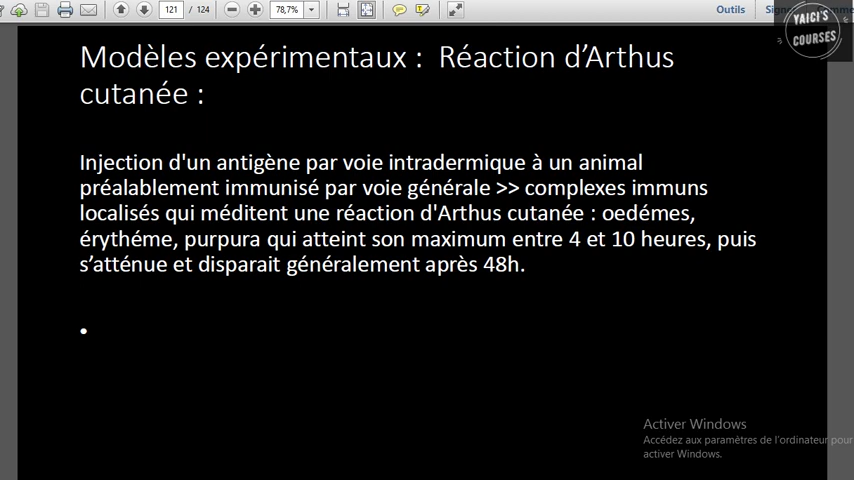 121 / 124 78,7% Outils
YAICI'S
COURSES
Modèles expérimentaux : Réaction d'Arthus
cutanée :
Injection d'un antigène par voie intradermique à un animal
préalablement immunisé par voie générale >> complexes immuns
localisés qui méditent une réaction d'Arthus cutanée : oedémes,
érythéme, purpura qui atteint son maximum entre 4 et 10 heures, puis
s'atténue et disparait généralement après 48h.
•
Activer Windows
Accédez aux paramètres de l'ordinateur pour
activer Windows.